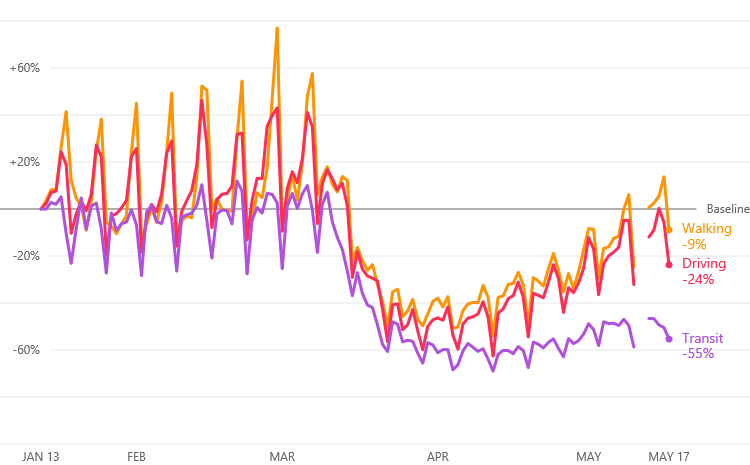 +60%
+20%
Baseline
Walking
-9%
-20%
Driving
-24%
Transit
-60%
-55%
JAN 13 FEB MAR APR MAY MAY 17